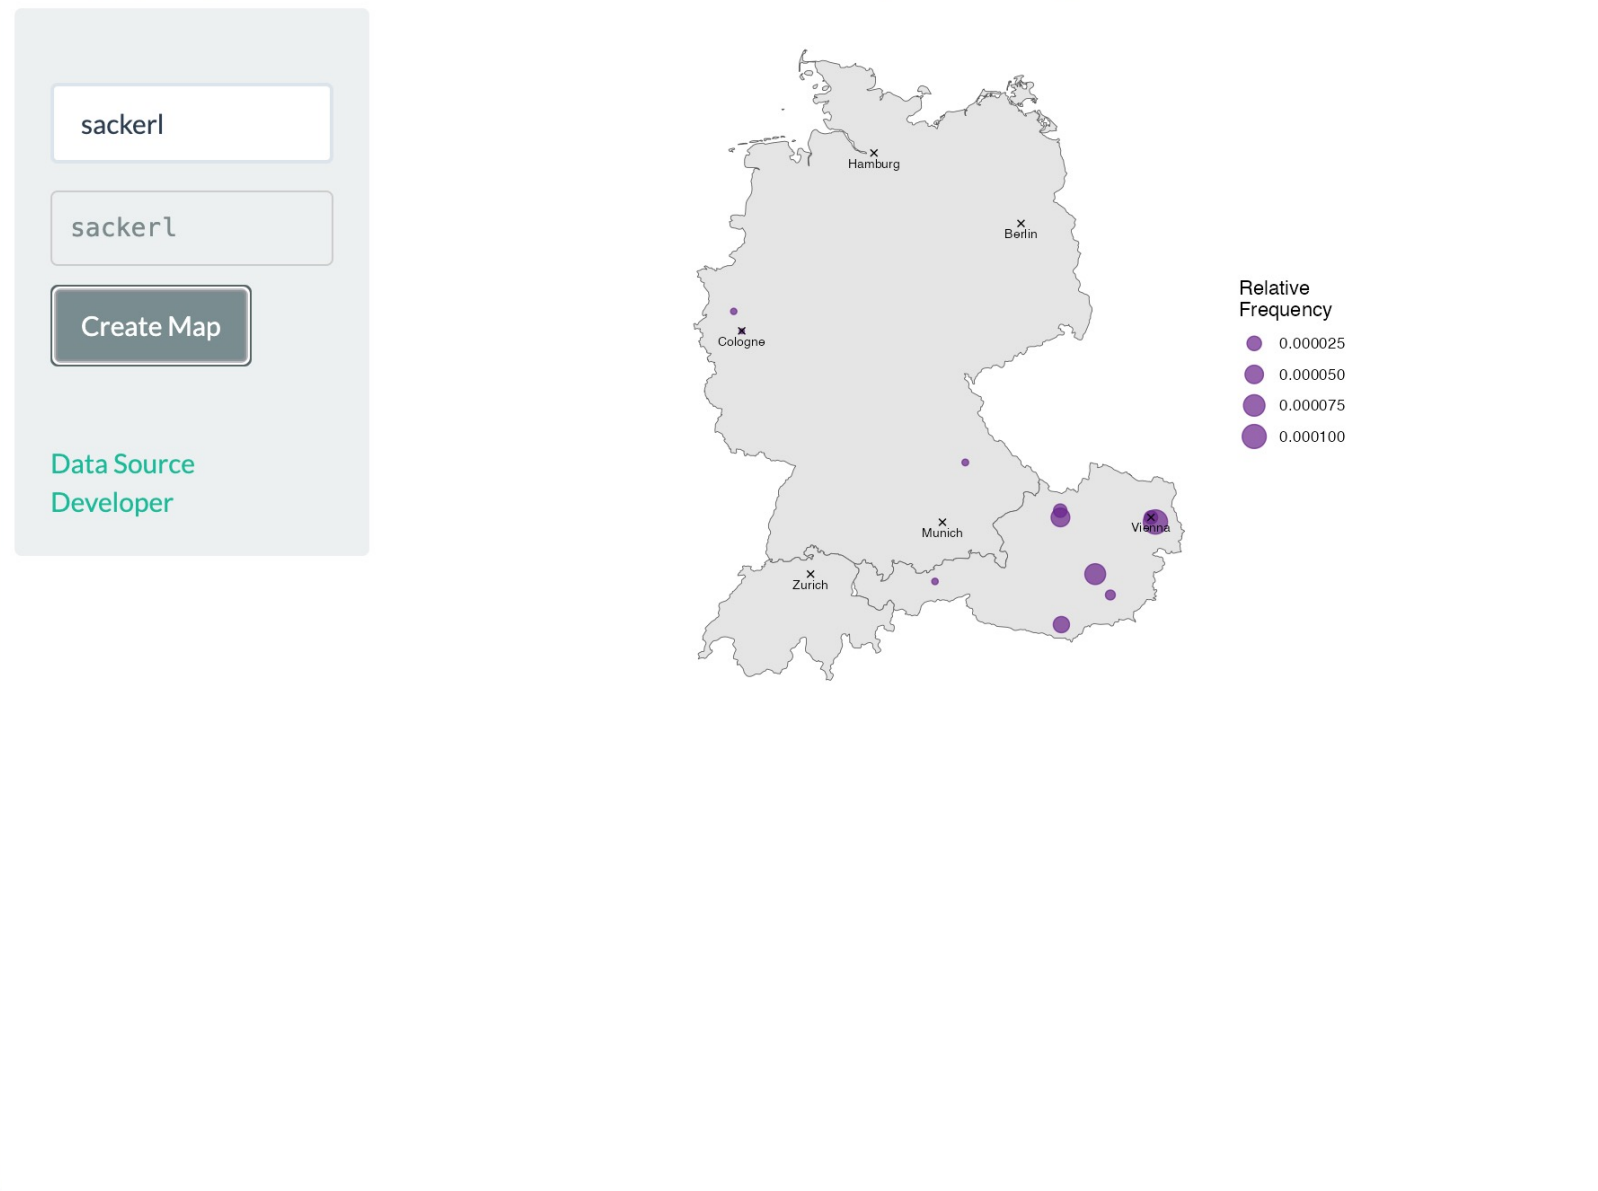 sackerl
sackerl
Create Map
Data Source
Developer
Hamburg
Berlin
Cologne
Munich
Vienna
Zurich
Relative
Frequency
0.000025
0.000050
0.000075
0.000100